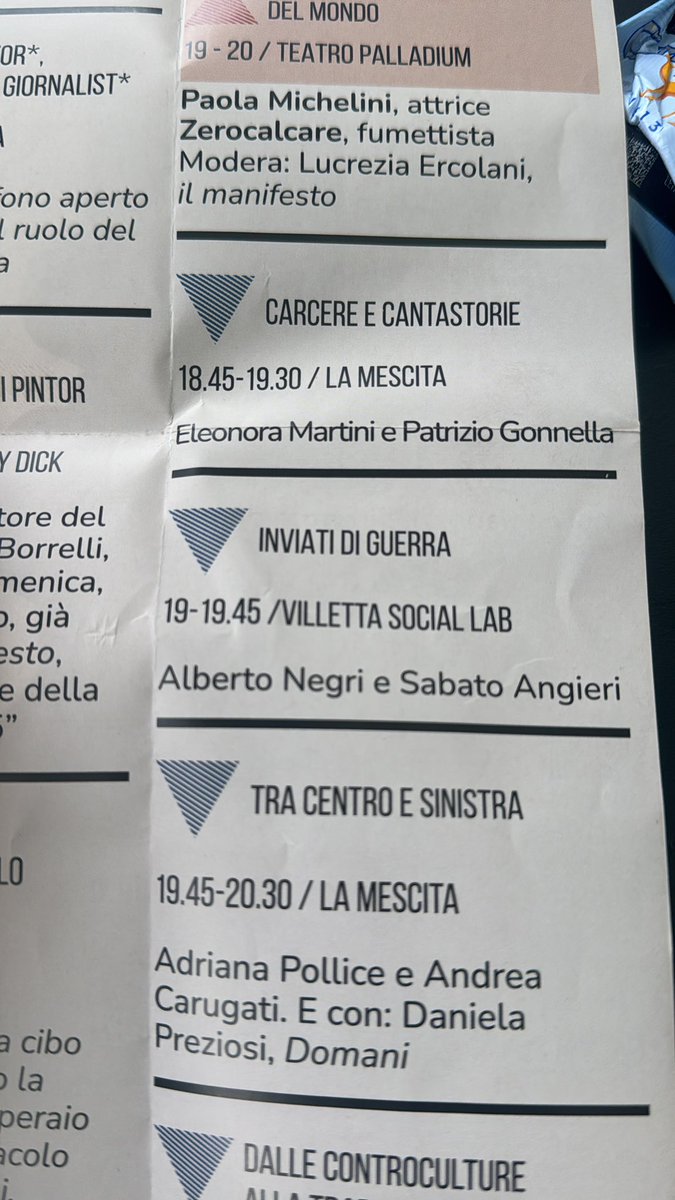 OR*,
GIORNALIST*
A
fono aperto
l ruolo del
a
I PINTOR
Y DICK
tore del
Borrelli,
menica,
o, già
esto,
e della
5”
LO
a cibo
o la
peraio
acolo
i.
DEL MONDO
19 - 20 / TEATRO PALLADIUM
Paola Michelini, attrice
Zerocalcare, fumettista
Modera: Lucrezia Ercolani,
il manifesto
CARCERE E CANTASTORIE
18.45-19.30 / LA MESCITA
Eleonora Martini e Patrizio Gonnella
INVIATI DI GUERRA
19-19.45 /VILLETTA SOCIAL LAB
Alberto Negri e Sabato Angieri
TRA CENTRO E SINISTRA
19.45-20.30 / LA MESCITA
Adriana Pollice e Andrea
Carugati. E con: Daniela
Preziosi, Domani
DALLE CONTROCULTURE